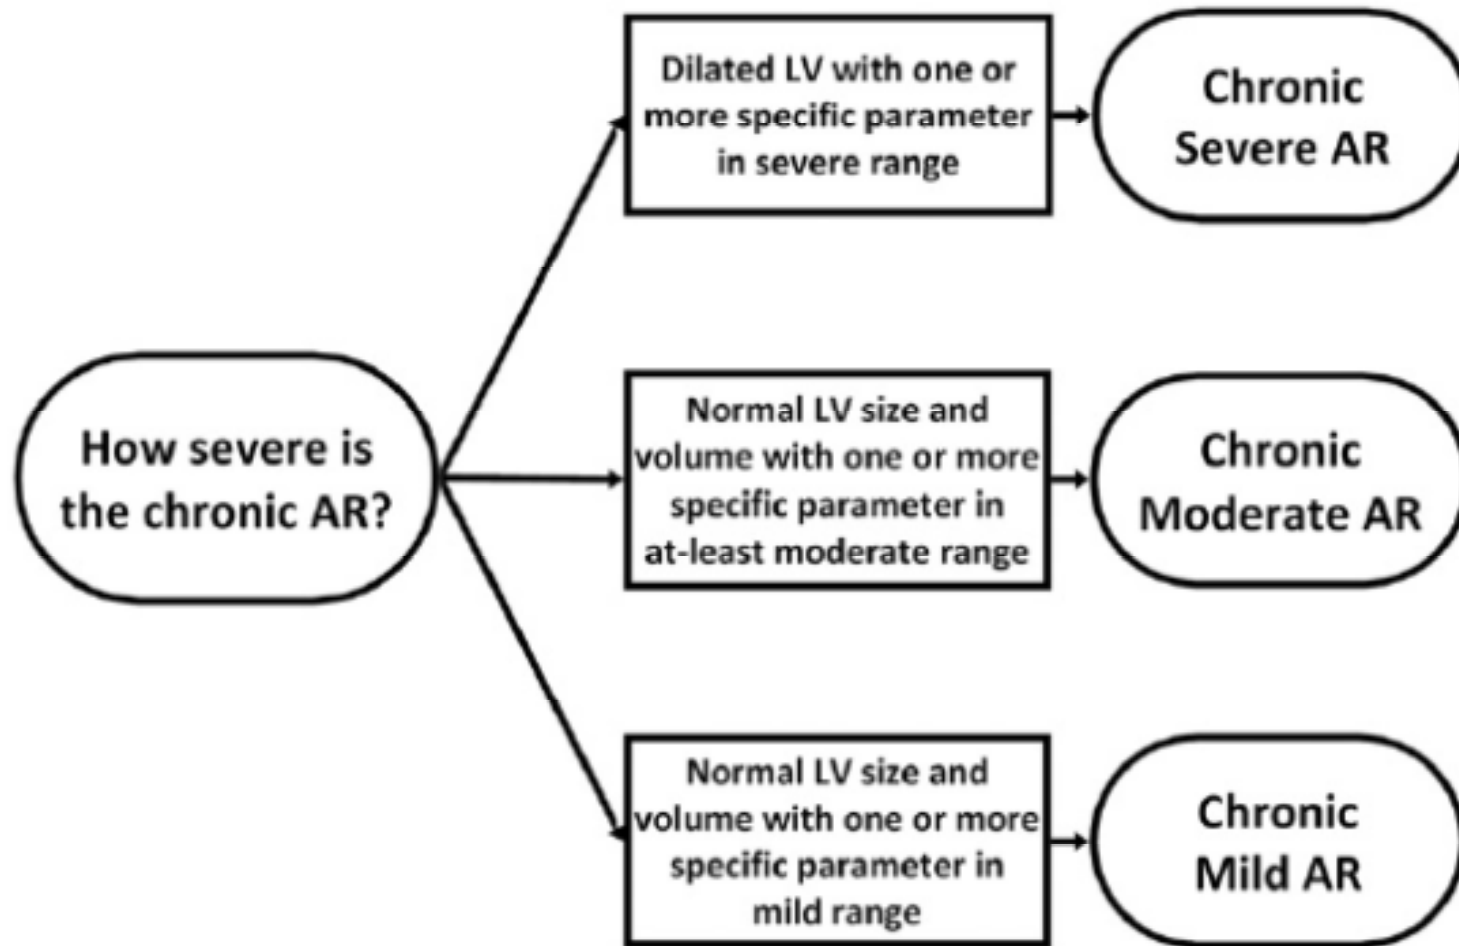 How severe is
the chronic AR?
Dilated LV with one or
more specific parameter
in severe range
Chronic
Severe AR
Normal LV size and
volume with one or more
specific parameter in
at-least moderate range
Chronic
Moderate AR
Normal LV size and
volume with one or more
specific parameter in
mild range
Chronic
Mild AR